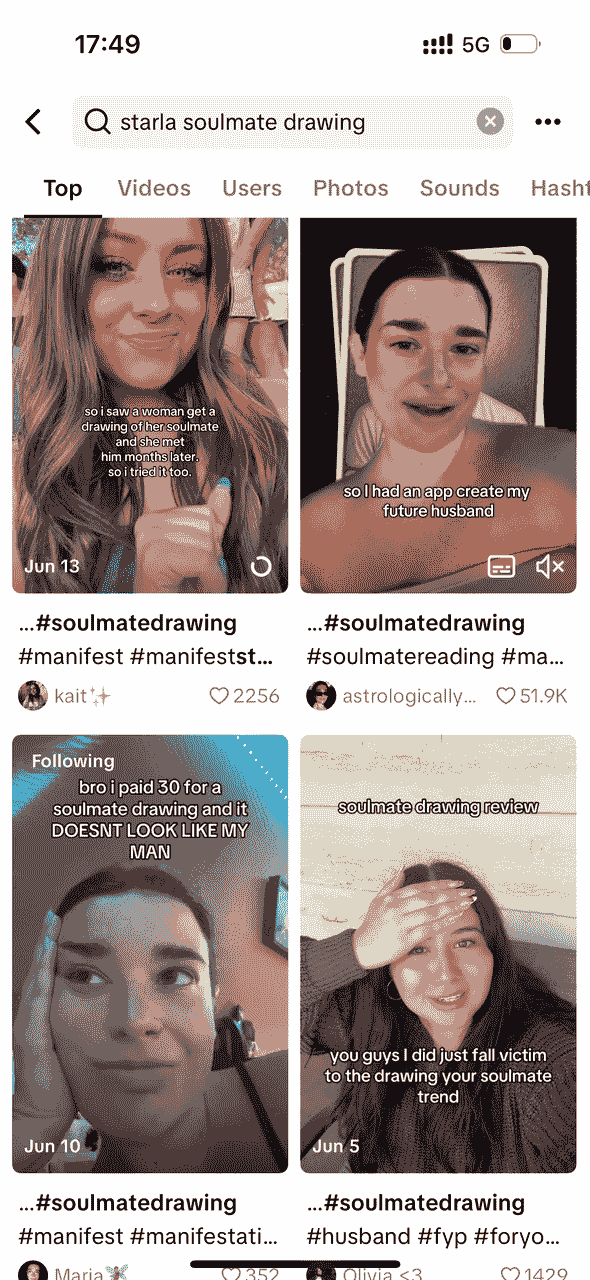 17:49
5G
starla soulmate drawing
Top Videos Users Photos Sounds Hasht
so i saw a woman get a
drawing of her soulmate
and she met
him months later.
so i tried it too.
Jun 13
so I had an app create my
future husband
...#soulmatedrawing
#manifest #manifestst...
kait✨ 2256
...#soulmatedrawing
#soulmatereading #ma...
astrologically... 51.9K
Following
bro i paid 30 for a
soulmate drawing and it
DOESNT LOOK LIKE MY
MAN
Jun 10
soulmate drawing review
you guys I did just fall victim
to the drawing your soulmate
trend
Jun 5
...#soulmatedrawing
#manifest #manifestati...
Maria🧚 352
...#soulmatedrawing
#husband #fyp #foryo...
Olivia <3 1429